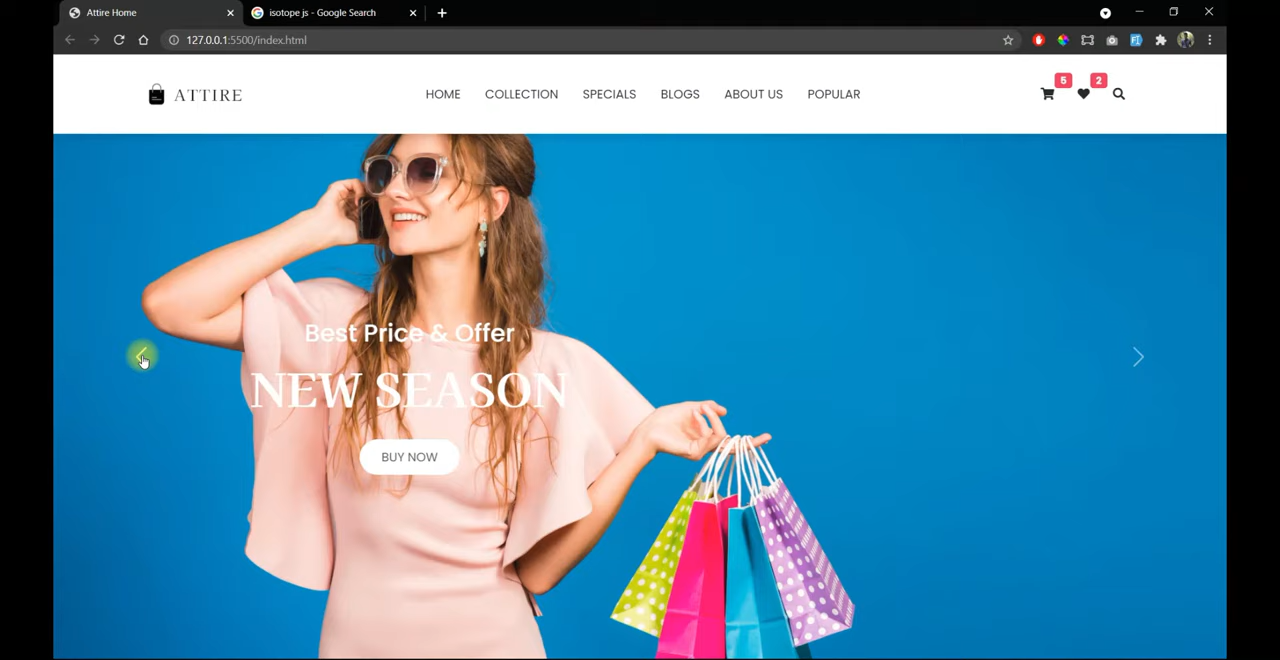 Attire Home
isotope js - Google Search
127.0.0.1:5500/index.html
ATTIRE
HOME
COLLECTION
SPECIALS
BLOGS
ABOUT US
POPULAR
5
2
Best Price & Offer
NEW SEASON
BUY NOW